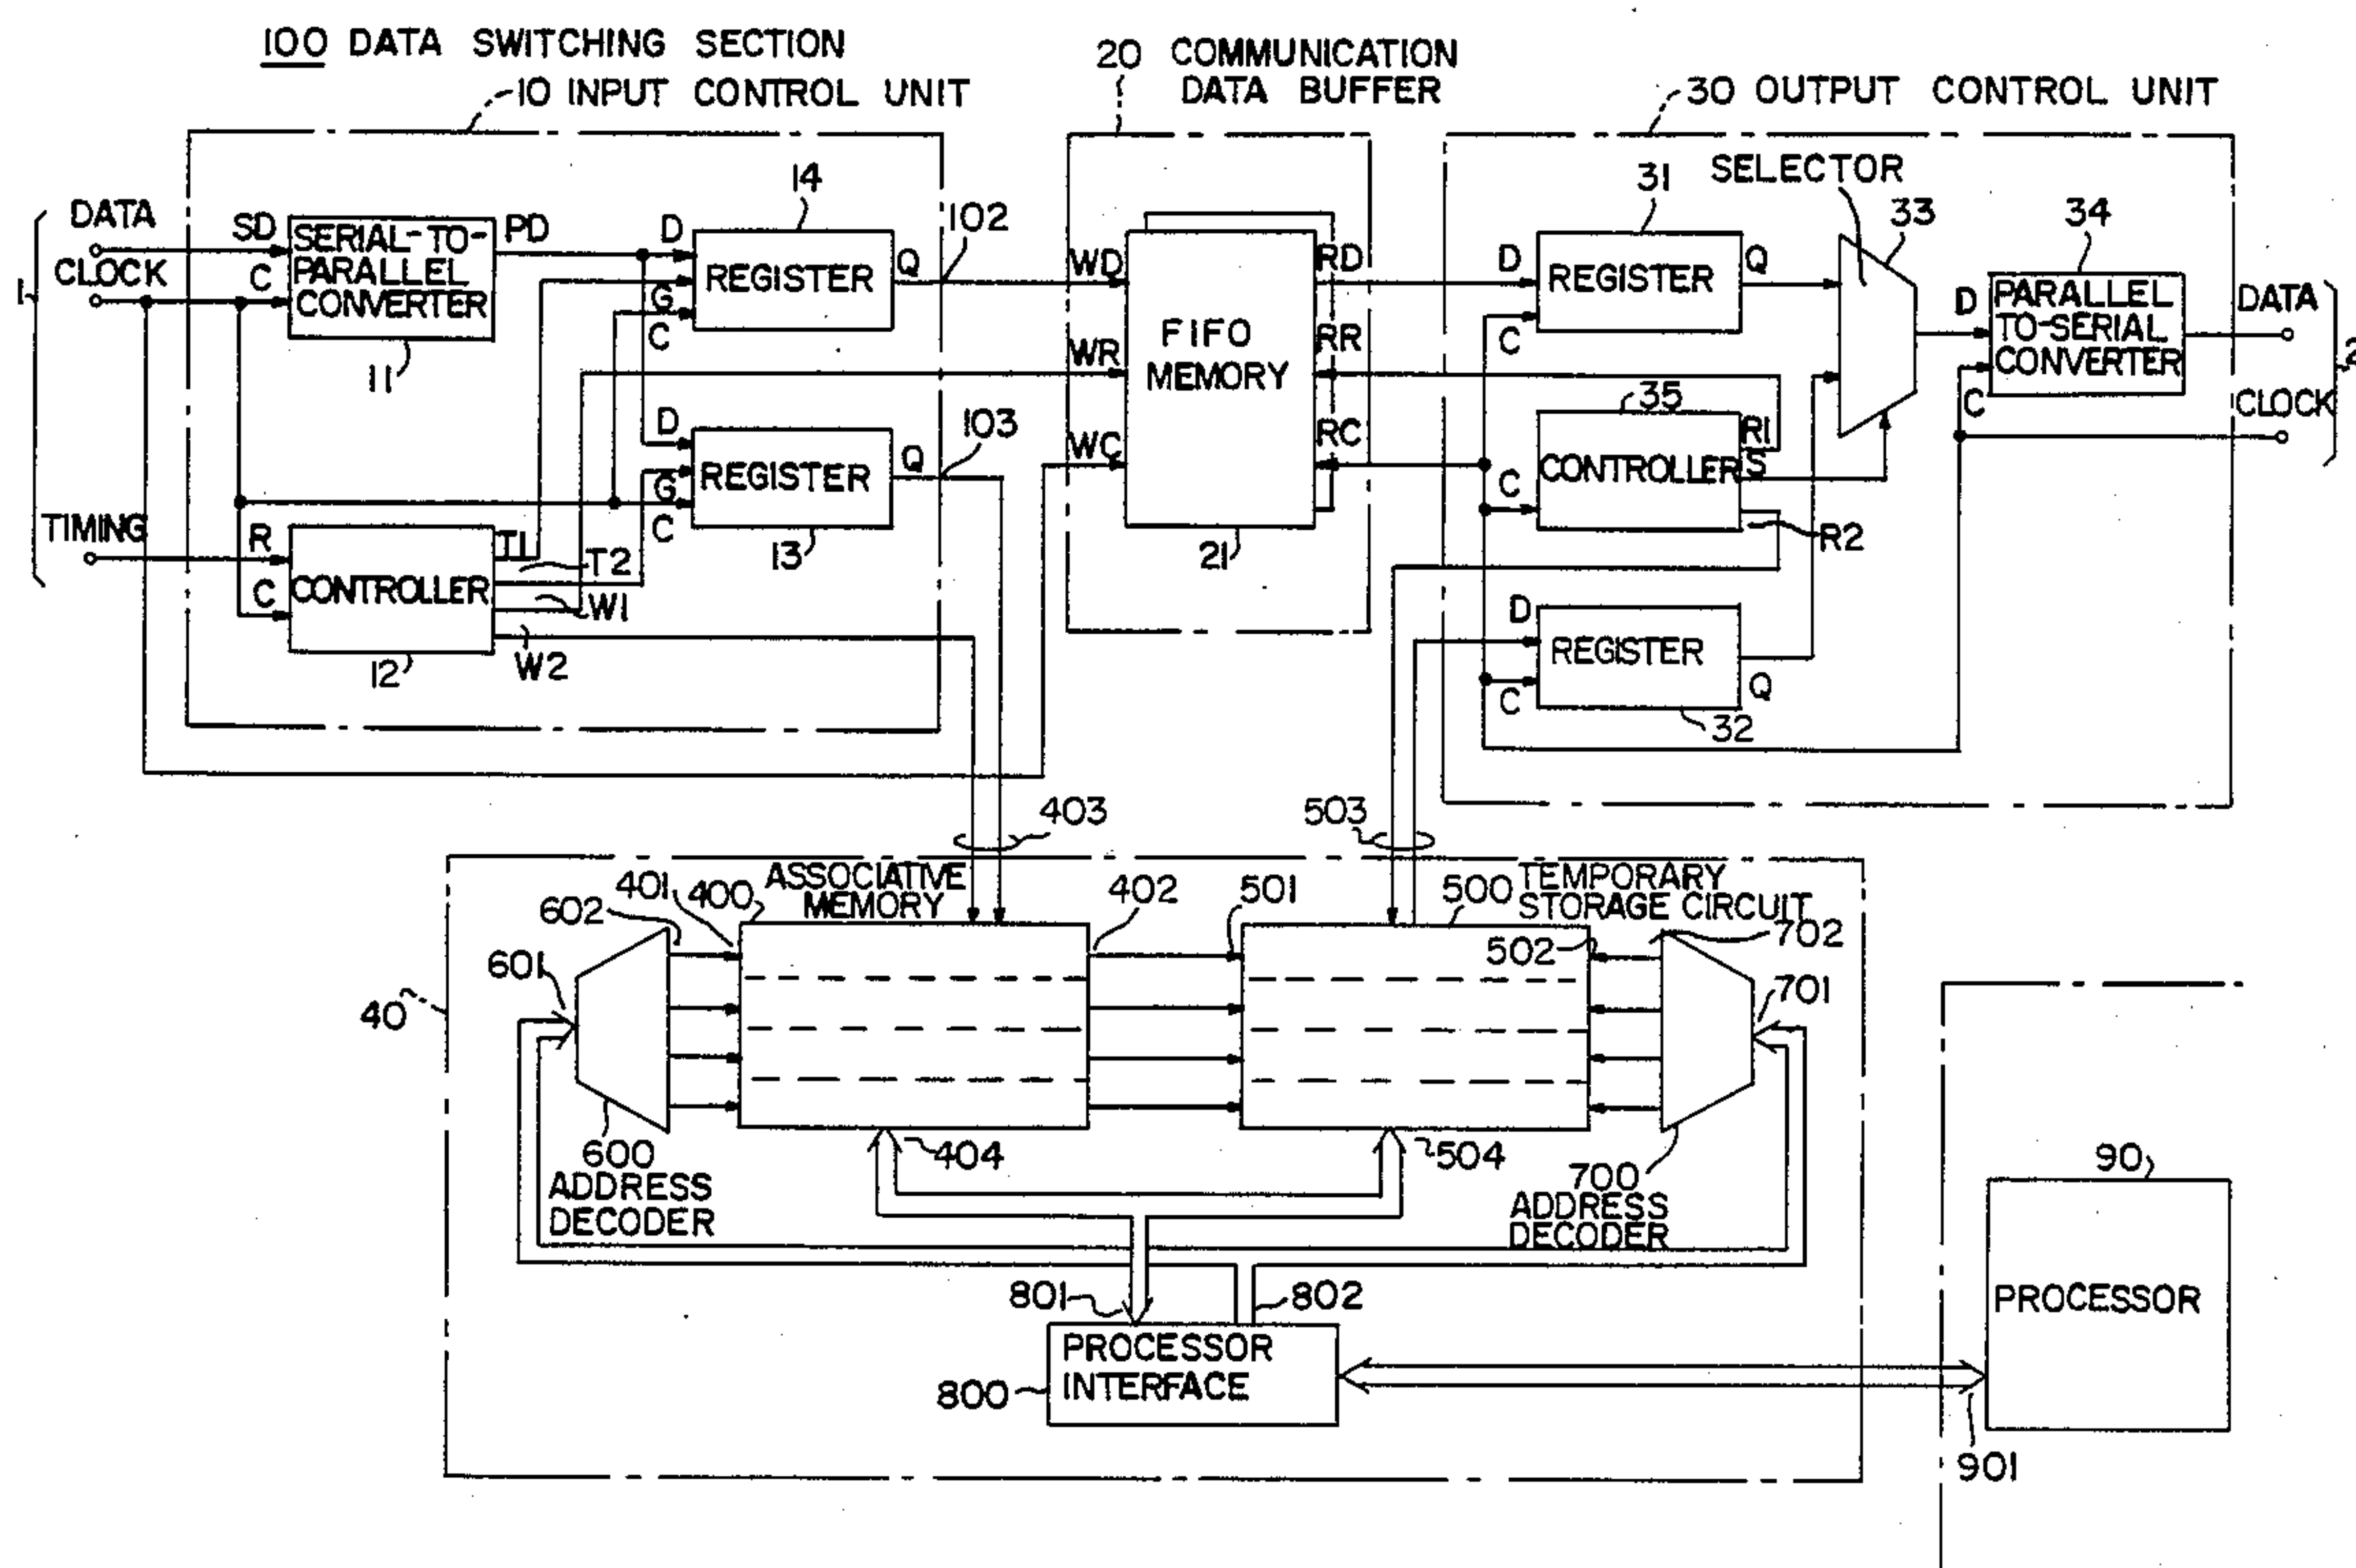 100 DATA SWITCHING SECTION
10 INPUT CONTROL UNIT
20 COMMUNICATION
DATA BUFFER
30 OUTPUT CONTROL UNIT
1
DATA
CLOCK
TIMING
SD
C
SERIAL-TO-
PARALLEL
CONVERTER
11
PD
D
G
C
14
REGISTER
Q
102
D
G
C
REGISTER
13
Q
103
R
C
CONTROLLER
12
T1
T2
W1
W2
WD
WR
WC
FIFO
MEMORY
21
RD
RR
RC
31
D
C
REGISTER
Q
SELECTOR
33
34
D
C
PARALLEL
TO-SERIAL
CONVERTER
DATA
CLOCK
2
35
C
CONTROLLER
R1
S
R2
D
C
REGISTER
Q
32
403
503
40
401
400
ASSOCIATIVE
MEMORY
402
501
500
TEMPORARY
STORAGE CIRCUIT
502
702
602
601
701
600
ADDRESS
DECODER
404
504
700
ADDRESS
DECODER
801
802
PROCESSOR
INTERFACE
800
90
PROCESSOR
901